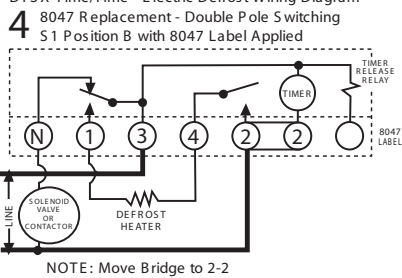 4
8047 Replacement - Double Pole Switching
S1 Position B with 8047 Label Applied
TIMER
RELEASE
RELAY
TIMER
N
1
3
4
2
2
8047
LABEL
LINE
SOLENOID
VALVE
OR
CONTACTOR
DEFROST
HEATER
NOTE: Move Bridge to 2-2